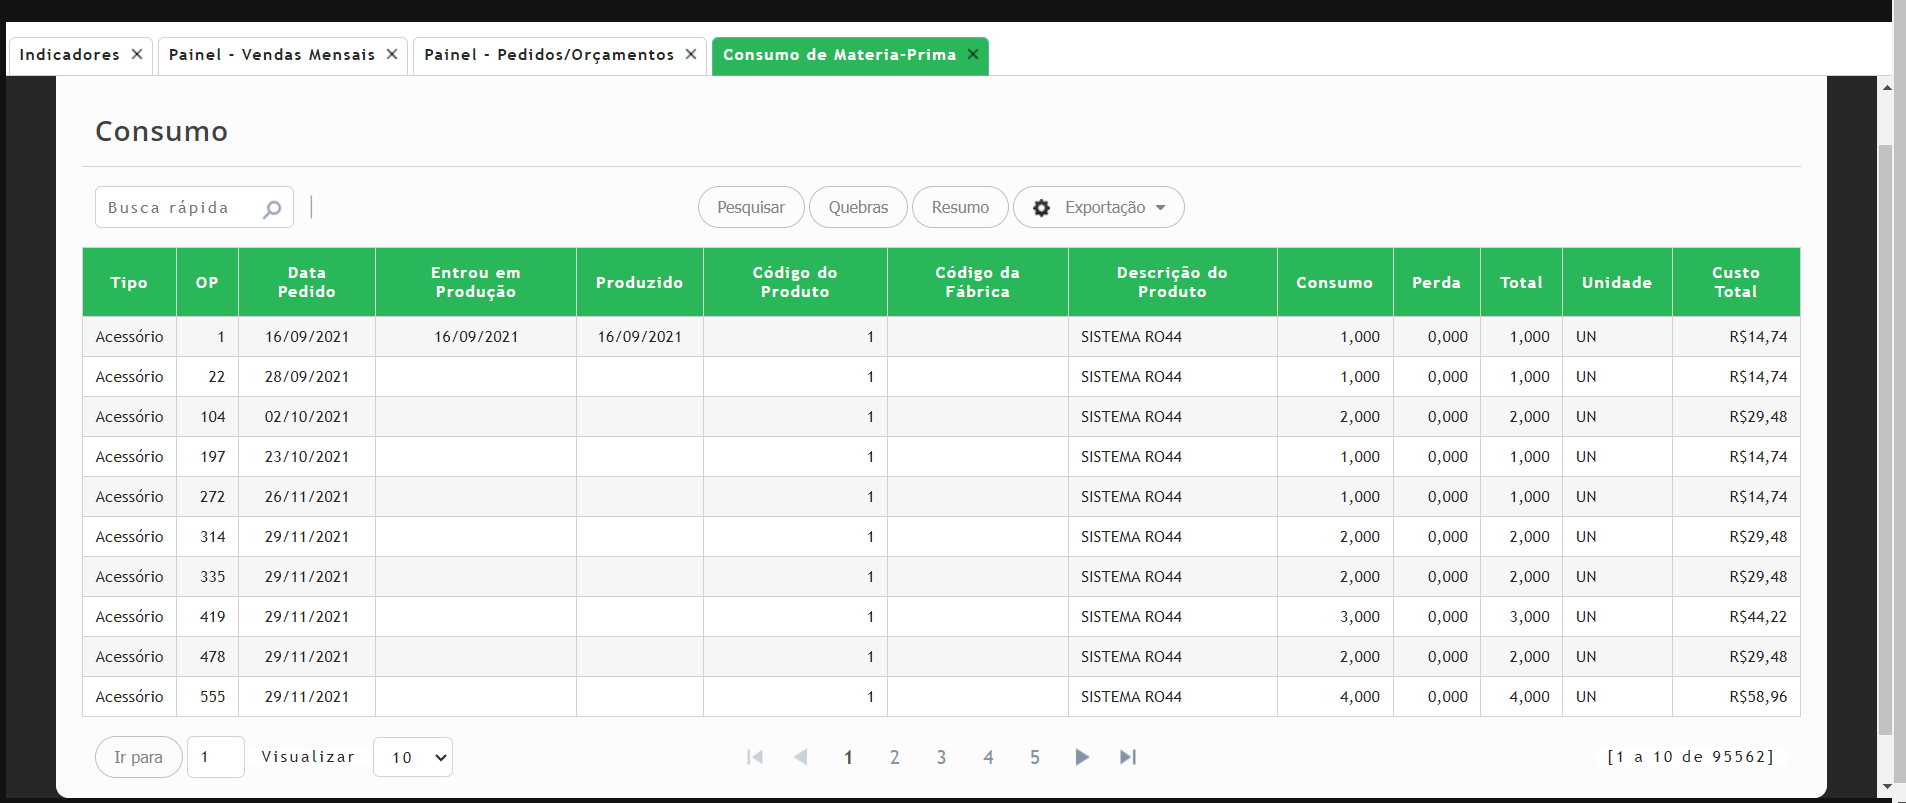 Indicadores ✕ Painel - Vendas Mensais ✕ Painel - Pedidos/Orçamentos ✕ Consumo de Materia-Prima ✕
Consumo
Busca rápida Pesquisar Quebras Resumo Exportação
Tipo OP Data Pedido Entrou em Produção Produzido Código do Produto Código da Fábrica Descrição do Produto Consumo Perda Total Unidade Custo Total
Acessório 1 16/09/2021 16/09/2021 16/09/2021 1 SISTEMA RO44 1,000 0,000 1,000 UN R$14,74
Acessório 22 28/09/2021 1 SISTEMA RO44 1,000 0,000 1,000 UN R$14,74
Acessório 104 02/10/2021 1 SISTEMA RO44 2,000 0,000 2,000 UN R$29,48
Acessório 197 23/10/2021 1 SISTEMA RO44 1,000 0,000 1,000 UN R$14,74
Acessório 272 26/11/2021 1 SISTEMA RO44 1,000 0,000 1,000 UN R$14,74
Acessório 314 29/11/2021 1 SISTEMA RO44 2,000 0,000 2,000 UN R$29,48
Acessório 335 29/11/2021 1 SISTEMA RO44 2,000 0,000 2,000 UN R$29,48
Acessório 419 29/11/2021 1 SISTEMA RO44 3,000 0,000 3,000 UN R$44,22
Acessório 478 29/11/2021 1 SISTEMA RO44 2,000 0,000 2,000 UN R$29,48
Acessório 555 29/11/2021 1 SISTEMA RO44 4,000 0,000 4,000 UN R$58,96
Ir para 1 Visualizar 10 1 2 3 4 5 [1 a 10 de 95562]